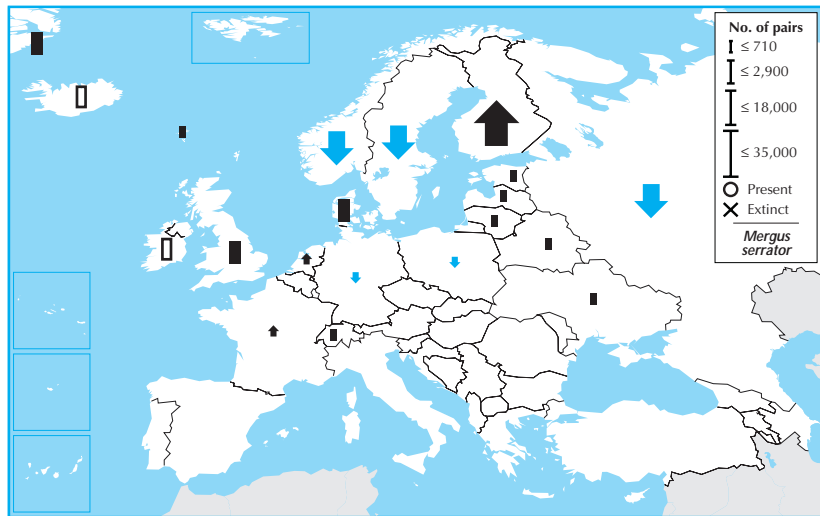 No. of pairs
≤ 710
≤ 2,900
≤ 18,000
≤ 35,000
Present
Extinct
Mergus
serrator